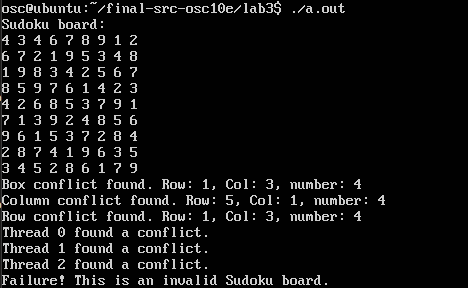 osc@ubuntu:~/final-src-osc10e/lab3$ ./a.out
Sudoku board:
4 3 4 6 7 8 9 1 2
6 7 2 1 9 5 3 4 8
1 9 8 3 4 2 5 6 7
8 5 9 7 6 1 4 2 3
4 2 6 8 5 3 7 9 1
7 1 3 9 2 4 8 5 6
9 6 1 5 3 7 2 8 4
2 8 7 4 1 9 6 3 5
3 4 5 2 8 6 1 7 9
Box conflict found. Row: 1, Col: 3, number: 4
Column conflict found. Row: 5, Col: 1, number: 4
Row conflict found. Row: 1, Col: 3, number: 4
Thread 0 found a conflict.
Thread 1 found a conflict.
Thread 2 found a conflict.
Failure! This is an invalid Sudoku board.